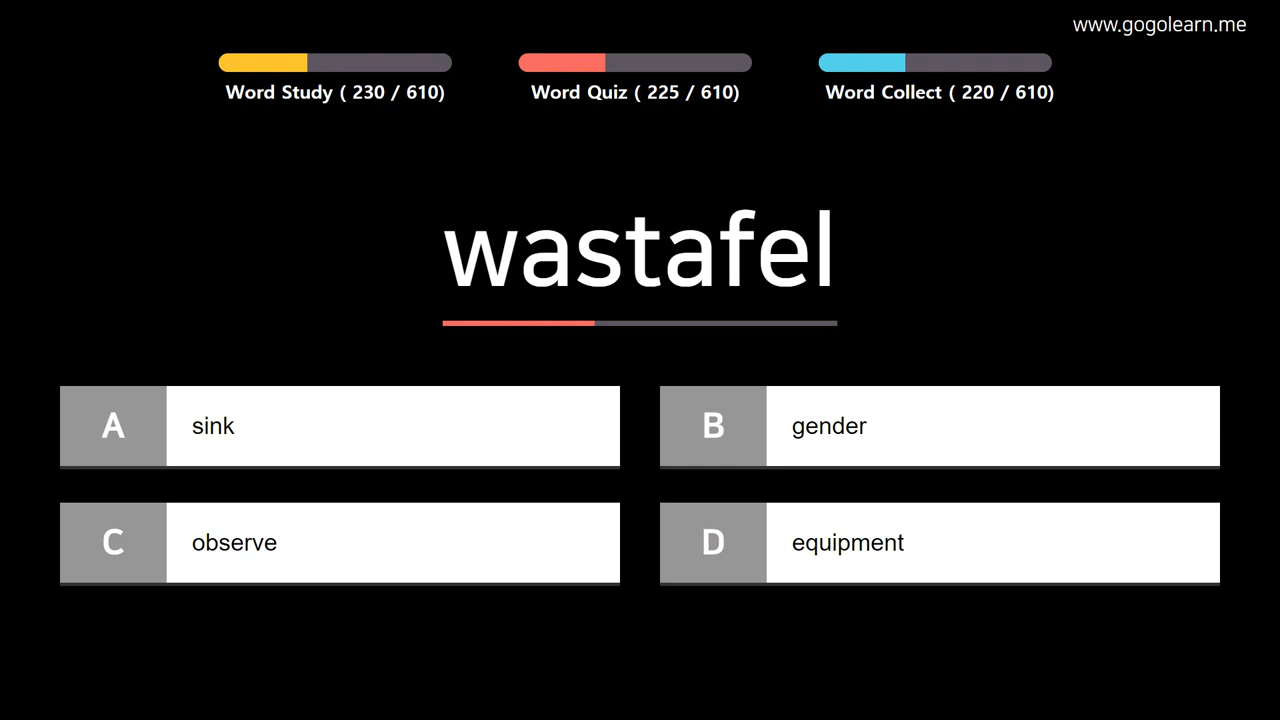 www.gogolearn.me
Word Study ( 230 / 610)
Word Quiz ( 225 / 610)
Word Collect ( 220 / 610)
wastafel
A sink
B gender
C observe
D equipment